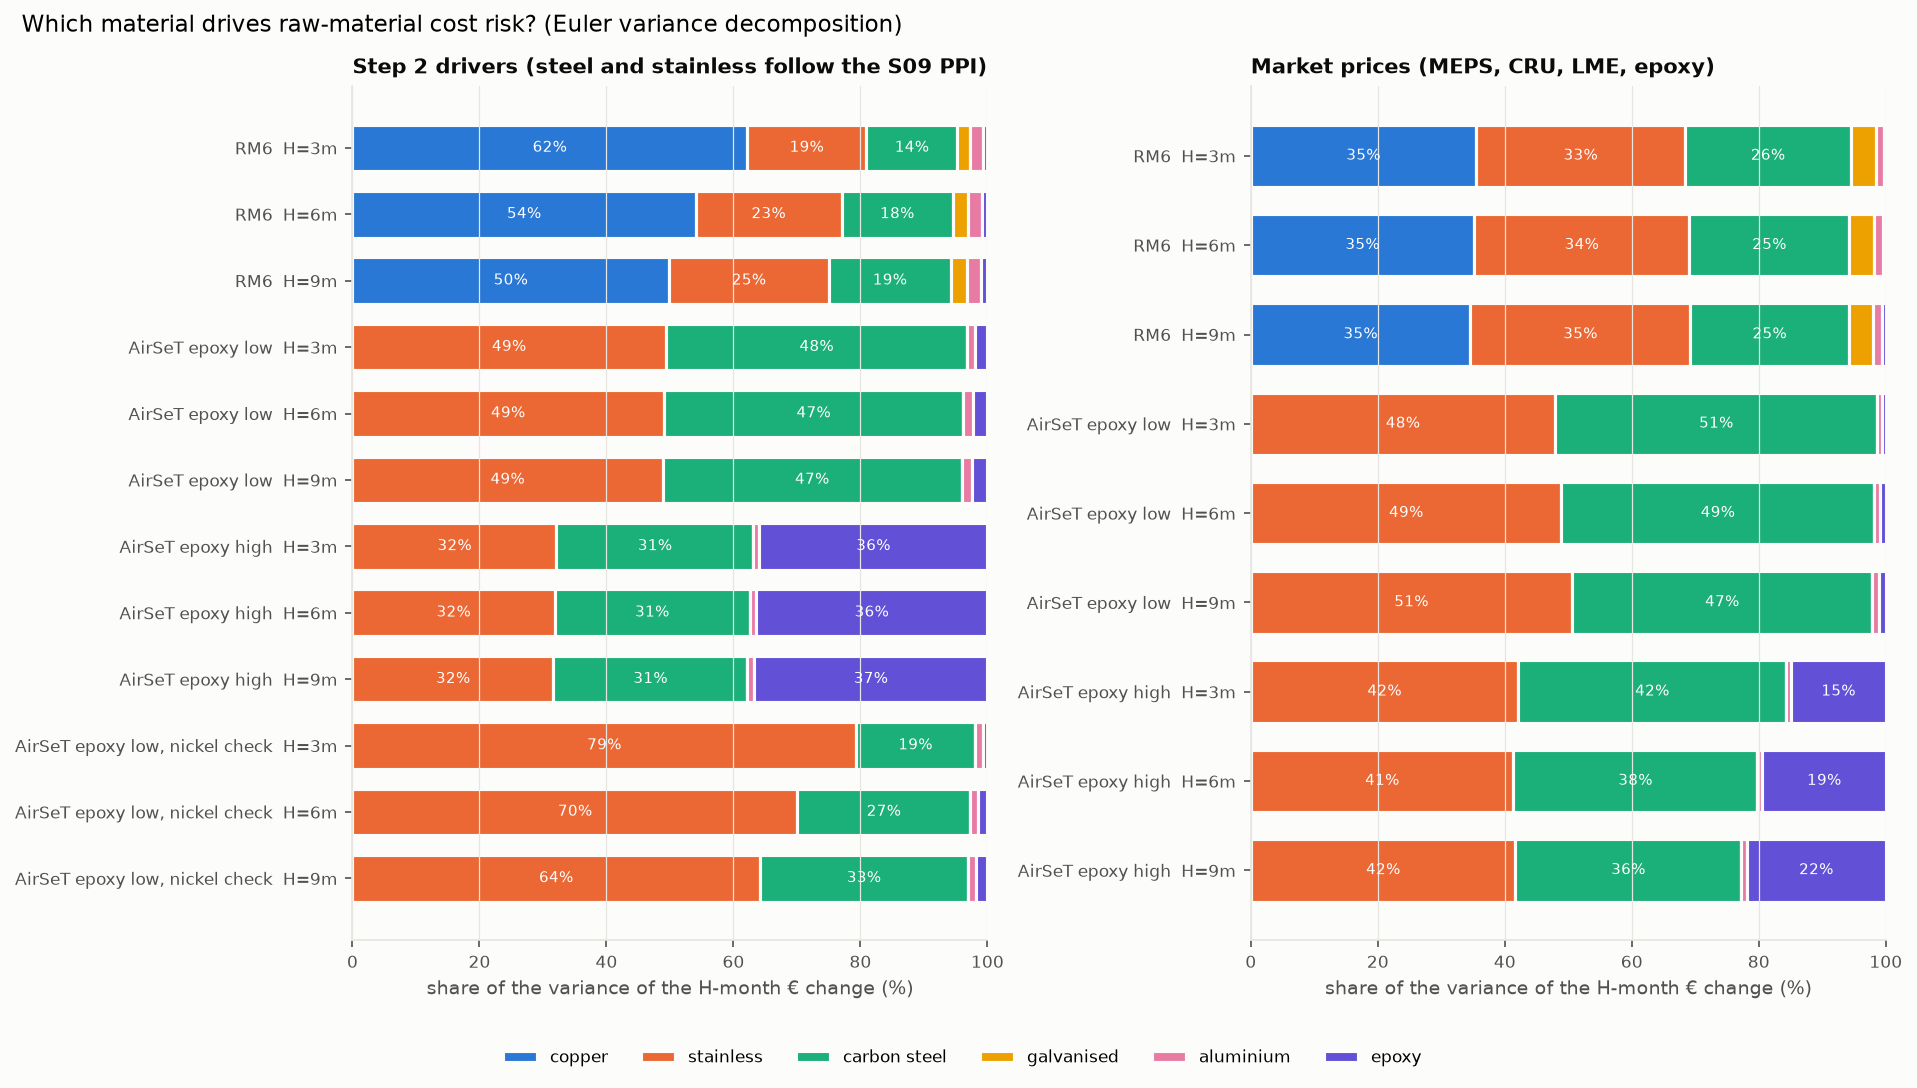 Which material drives raw-material cost risk? (Euler variance decomposition)
Step 2 drivers (steel and stainless follow the S09 PPI)
RM6 H=3m 62% 19% 14%
RM6 H=6m 54% 23% 18%
RM6 H=9m 50% 25% 19%
AirSeT epoxy low H=3m 49% 48%
AirSeT epoxy low H=6m 49% 47%
AirSeT epoxy low H=9m 49% 47%
AirSeT epoxy high H=3m 32% 31% 36%
AirSeT epoxy high H=6m 32% 31% 36%
AirSeT epoxy high H=9m 32% 31% 37%
AirSeT epoxy low, nickel check H=3m 79% 19%
AirSeT epoxy low, nickel check H=6m 70% 27%
AirSeT epoxy low, nickel check H=9m 64% 33%
0 20 40 60 80 100
share of the variance of the H-month € change (%)
Market prices (MEPS, CRU, LME, epoxy)
RM6 H=3m 35% 33% 26%
RM6 H=6m 35% 34% 25%
RM6 H=9m 35% 35% 25%
AirSeT epoxy low H=3m 48% 51%
AirSeT epoxy low H=6m 49% 49%
AirSeT epoxy low H=9m 51% 47%
AirSeT epoxy high H=3m 42% 42% 15%
AirSeT epoxy high H=6m 41% 38% 19%
AirSeT epoxy high H=9m 42% 36% 22%
0 20 40 60 80 100
share of the variance of the H-month € change (%)
copper stainless carbon steel galvanised aluminium epoxy